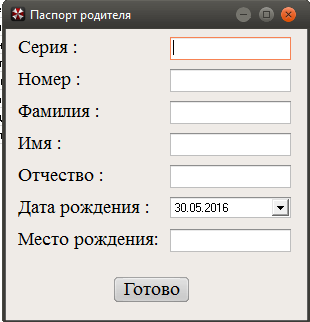 Паспорт родителя
Серия :
Номер :
Фамилия :
Имя :
Отчество :
Дата рождения : 30.05.2016
Место рождения:
Готово